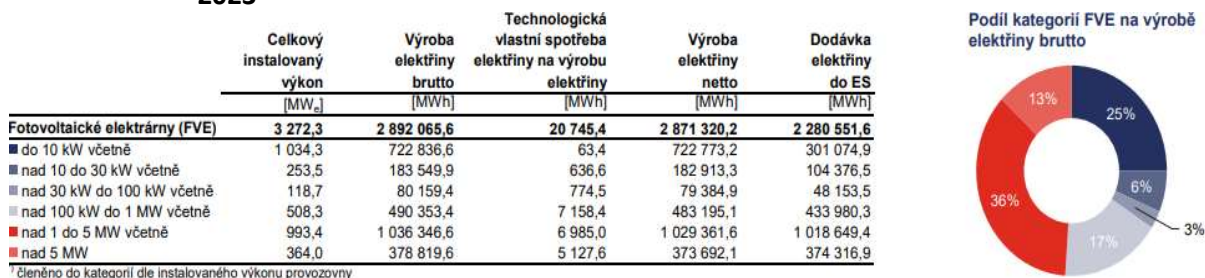 2023
Celkový instalovaný výkon
Výroba elektřiny brutto
Technologická vlastní spotřeba elektřiny na výrobu elektřiny
Výroba elektřiny netto
Dodávka elektřiny do ES
[MWe] [MWh] [MWh] [MWh] [MWh]
Fotovoltaické elektrárny (FVE) 3 272,3 2 892 065,6 20 745,4 2 871 320,2 2 280 551,6
do 10 kW včetně 1 034,3 722 836,6 63,4 722 773,2 301 074,9
nad 10 do 30 kW včetně 253,5 183 549,9 636,6 182 913,3 104 376,5
nad 30 kW do 100 kW včetně 118,7 80 159,4 774,5 79 384,9 48 153,5
nad 100 kW do 1 MW včetně 508,3 490 353,4 7 158,4 483 195,1 433 980,3
nad 1 do 5 MW včetně 993,4 1 036 346,6 6 985,0 1 029 361,6 1 018 649,4
nad 5 MW 364,0 378 819,6 5 127,6 373 692,1 374 316,9
členěno do kategorií dle instalovaného výkonu provozovny
Podíl kategorií FVE na výrobě
elektřiny brutto
13%
25%
6%
36%
3%
17%